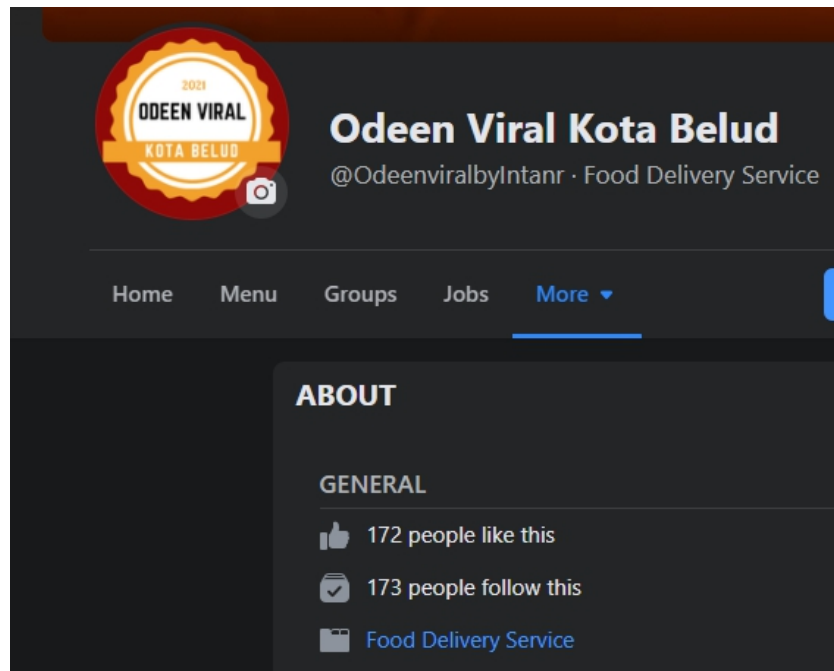 2021
ODEEN VIRAL
KOTA BELUD
Odeen Viral Kota Belud
@OdeenviralbyIntanr · Food Delivery Service
Home Menu Groups Jobs More
ABOUT
GENERAL
172 people like this
173 people follow this
Food Delivery Service